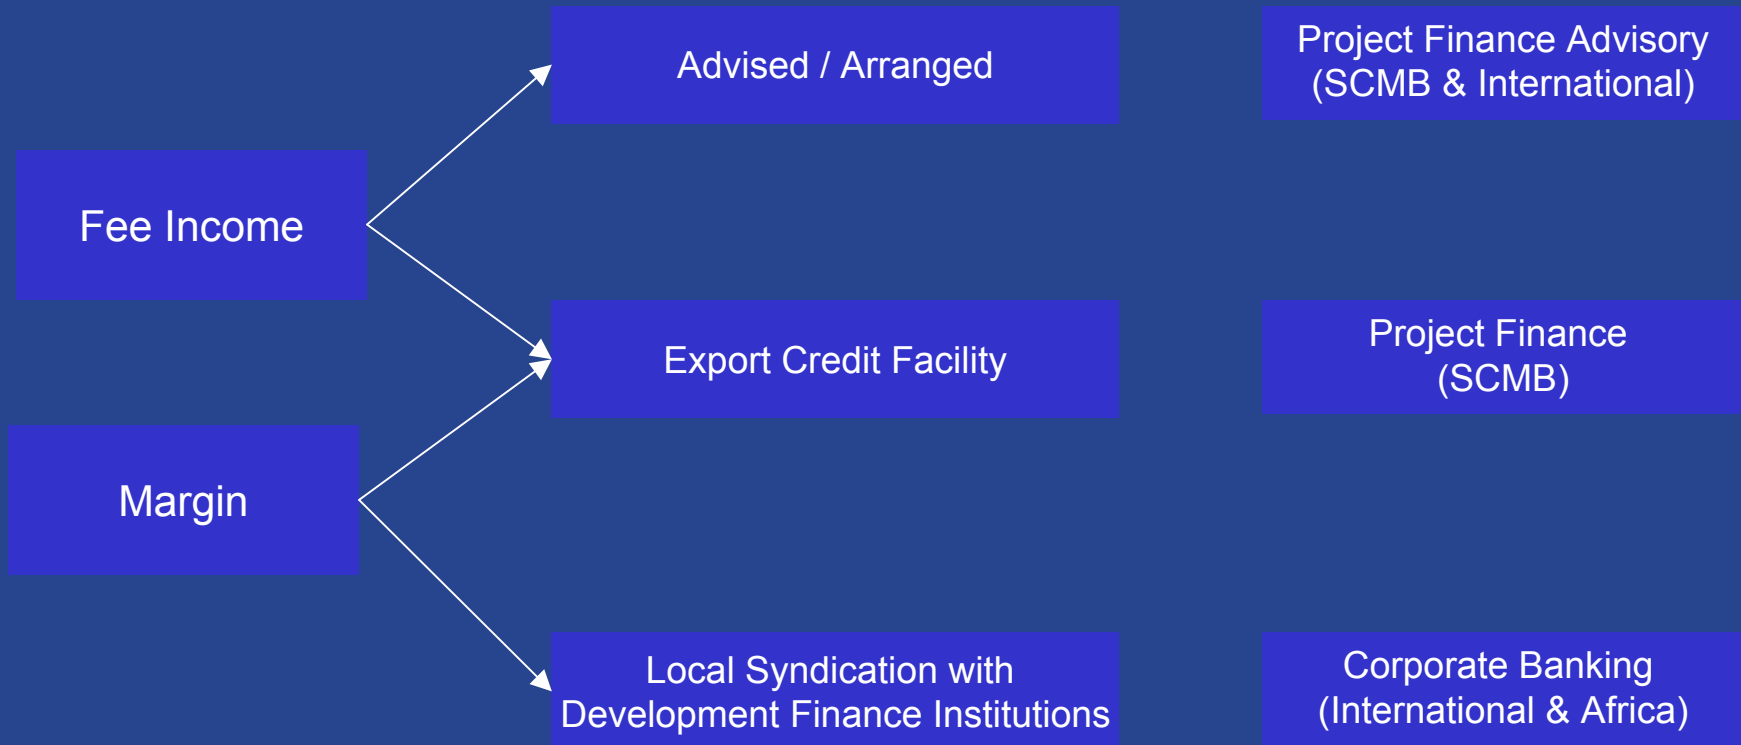 Advised / Arranged
Project Finance Advisory
(SCMB & International)
Fee Income
Export Credit Facility
Project Finance
(SCMB)
Margin
Local Syndication with
Development Finance Institutions
Corporate Banking
(International & Africa)